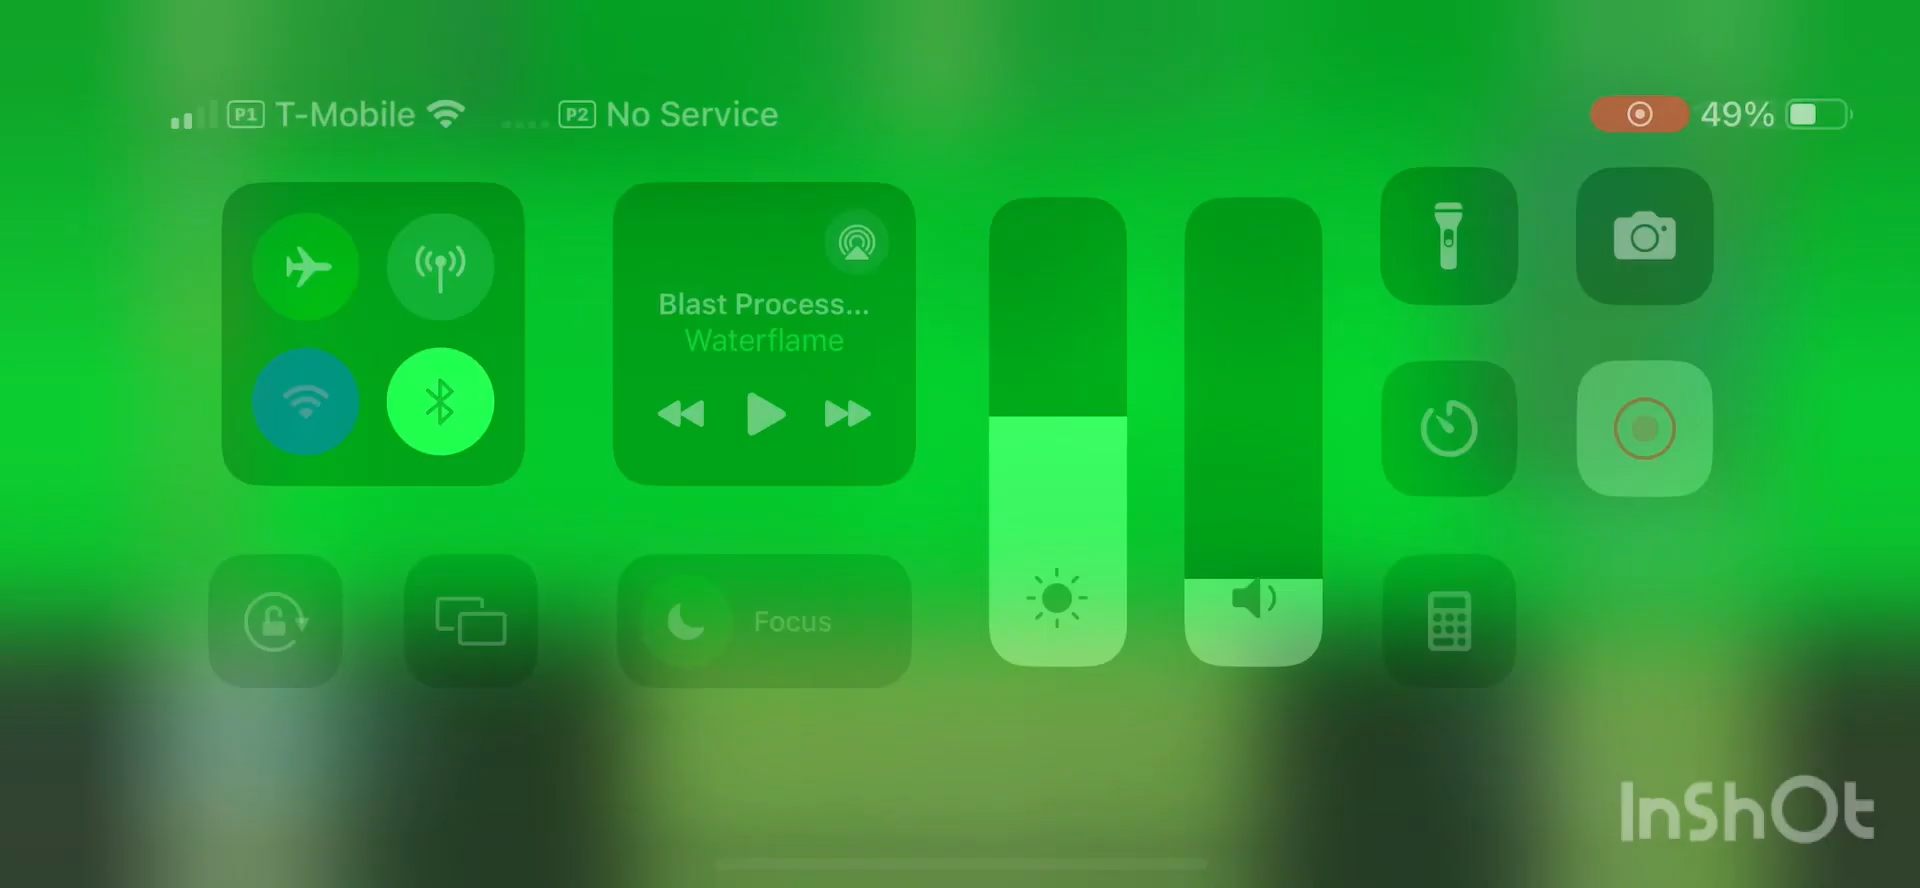 P1 T-Mobile P2 No Service 49%
Blast Process...
Waterflame
Focus
InShOt